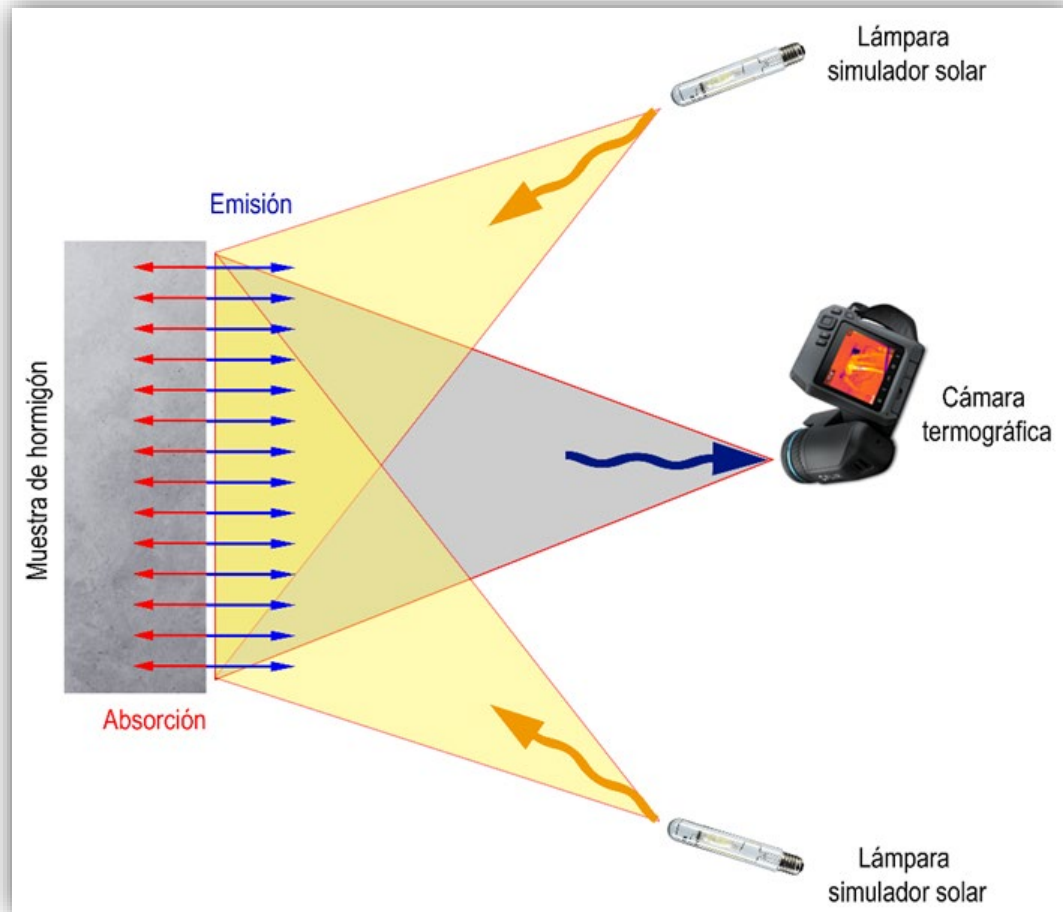 Lámpara
simulador solar
Emisión
Muestra de hormigón
Cámara
termográfica
Absorción
Lámpara
simulador solar